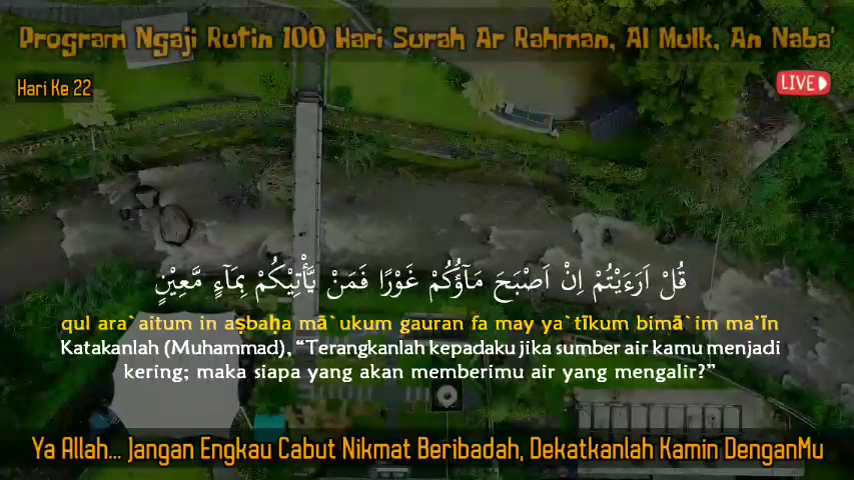 Program Ngaji Rutin 100 Hari Surah Ar Rahman, Al Mulk, An Naba'
Hari Ke 22
LIVE
قُلْ اَرَءَيْتُمْ اِنْ اَصْبَحَ مَآؤُكُمْ غَوْرًا فَمَنْ يَّأْتِيْكُمْ بِمَآءٍ مَّعِيْنٍ
qul ara`aitum in aṣbaḥa mā`ukum gauran fa may ya`tīkum bimā`im ma’īn
Katakanlah (Muhammad), “Terangkanlah kepadaku jika sumber air kamu menjadi
kering; maka siapa yang akan memberimu air yang mengalir?”
Ya Allah... Jangan Engkau Cabut Nikmat Beribadah, Dekatkanlah Kamin DenganMu